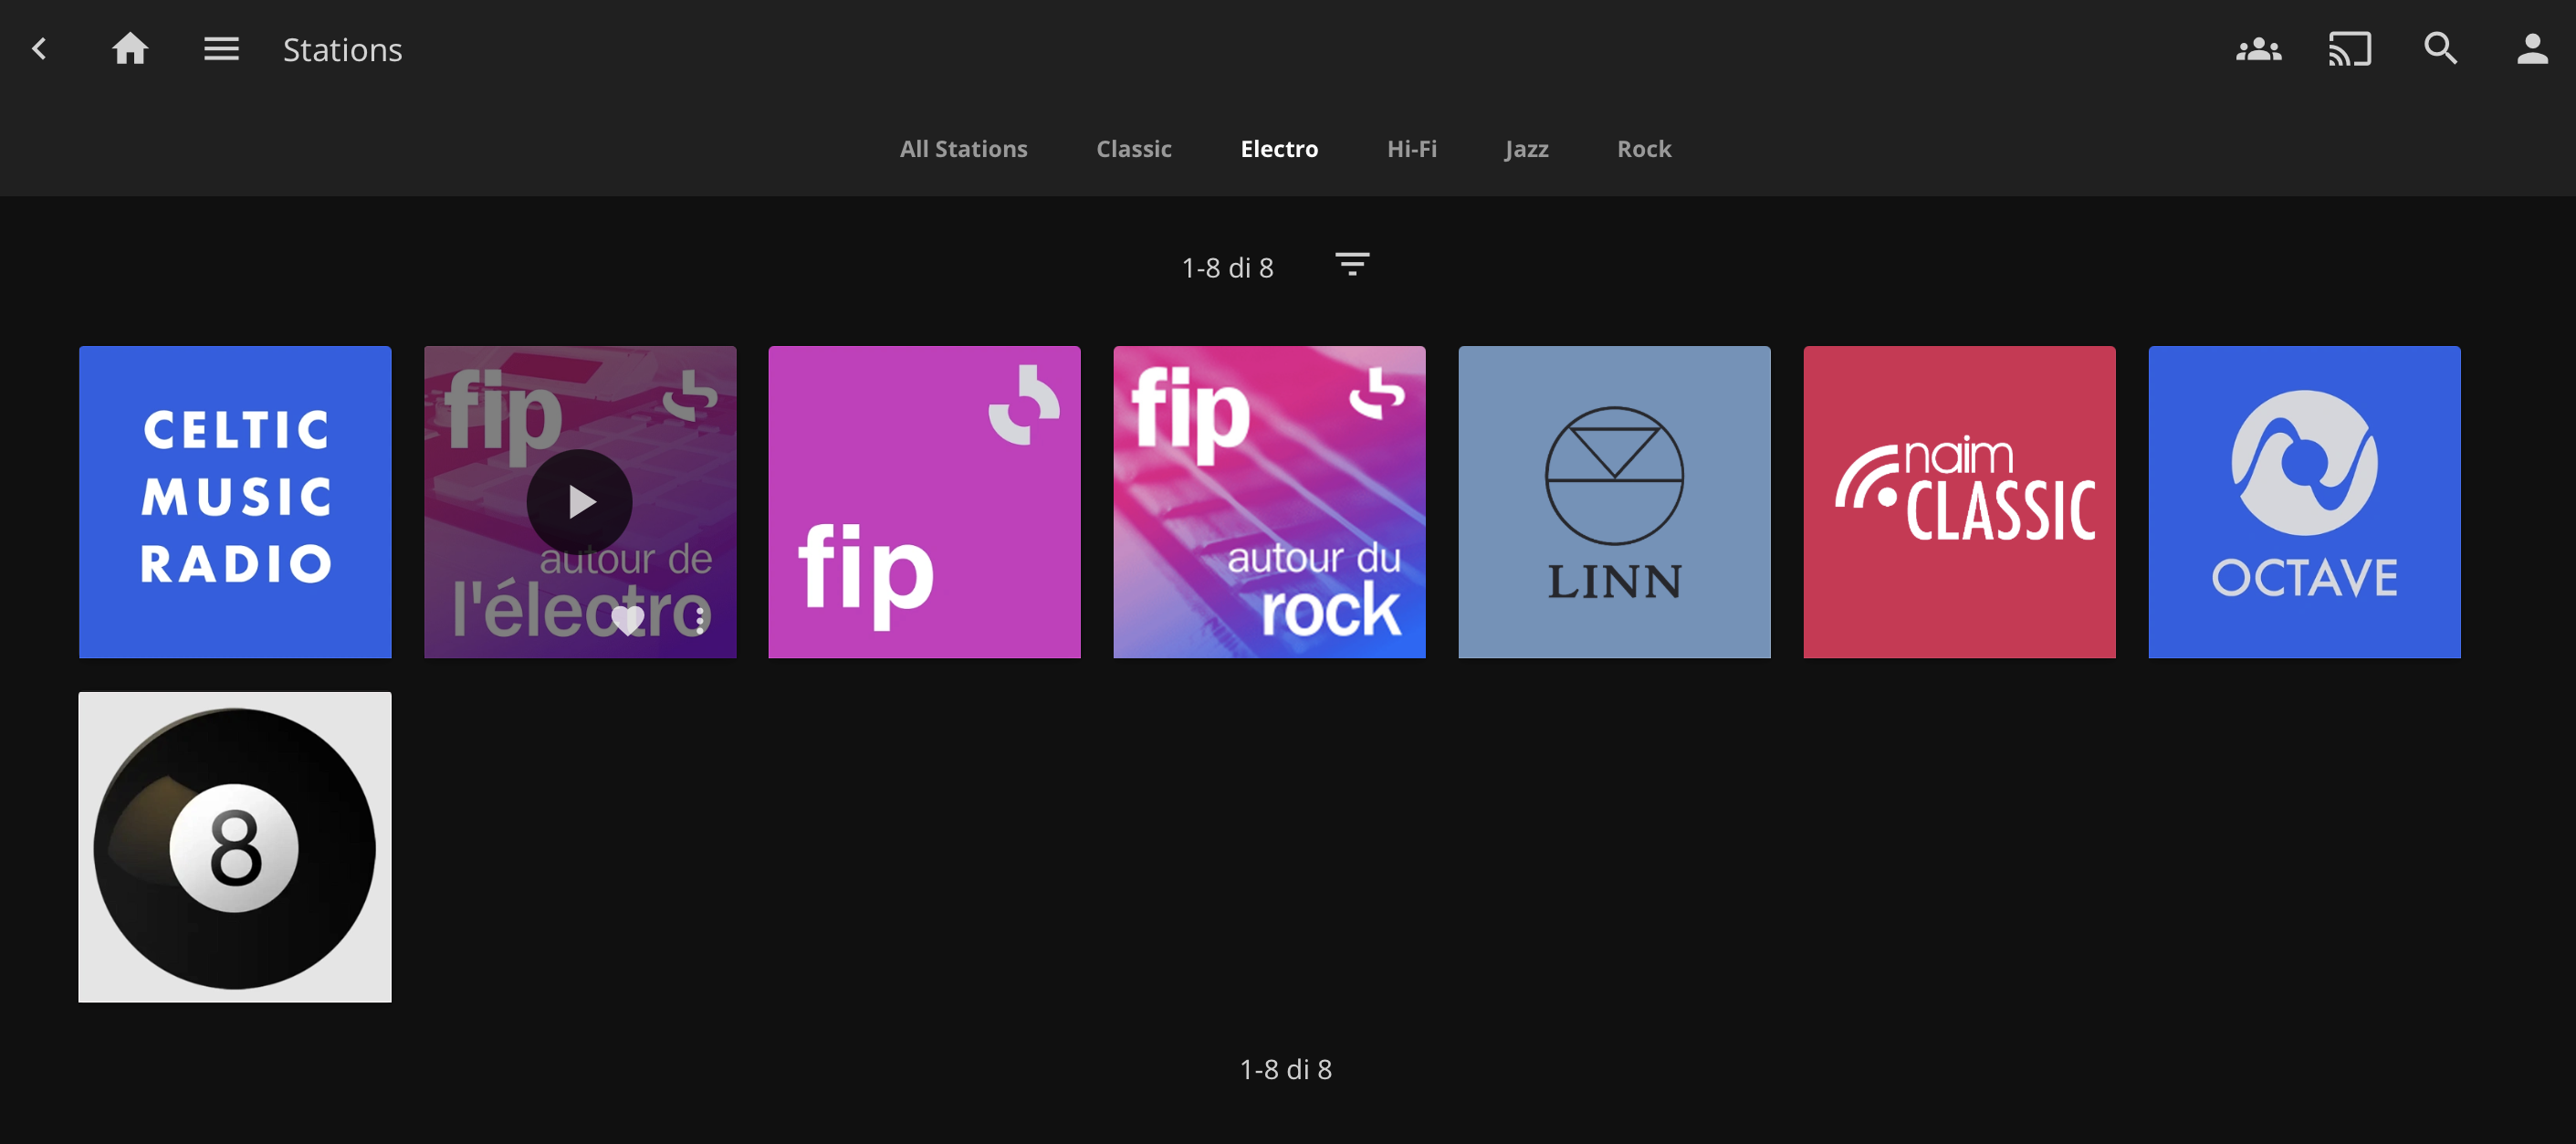 Stations
All Stations Classic Electro Hi-Fi Jazz Rock
1-8 di 8
CELTIC
MUSIC
RADIO
fip
autour de
l'électro
fip
fip
autour du
rock
LINN
naim
CLASSIC
OCTAVE
8
1-8 di 8